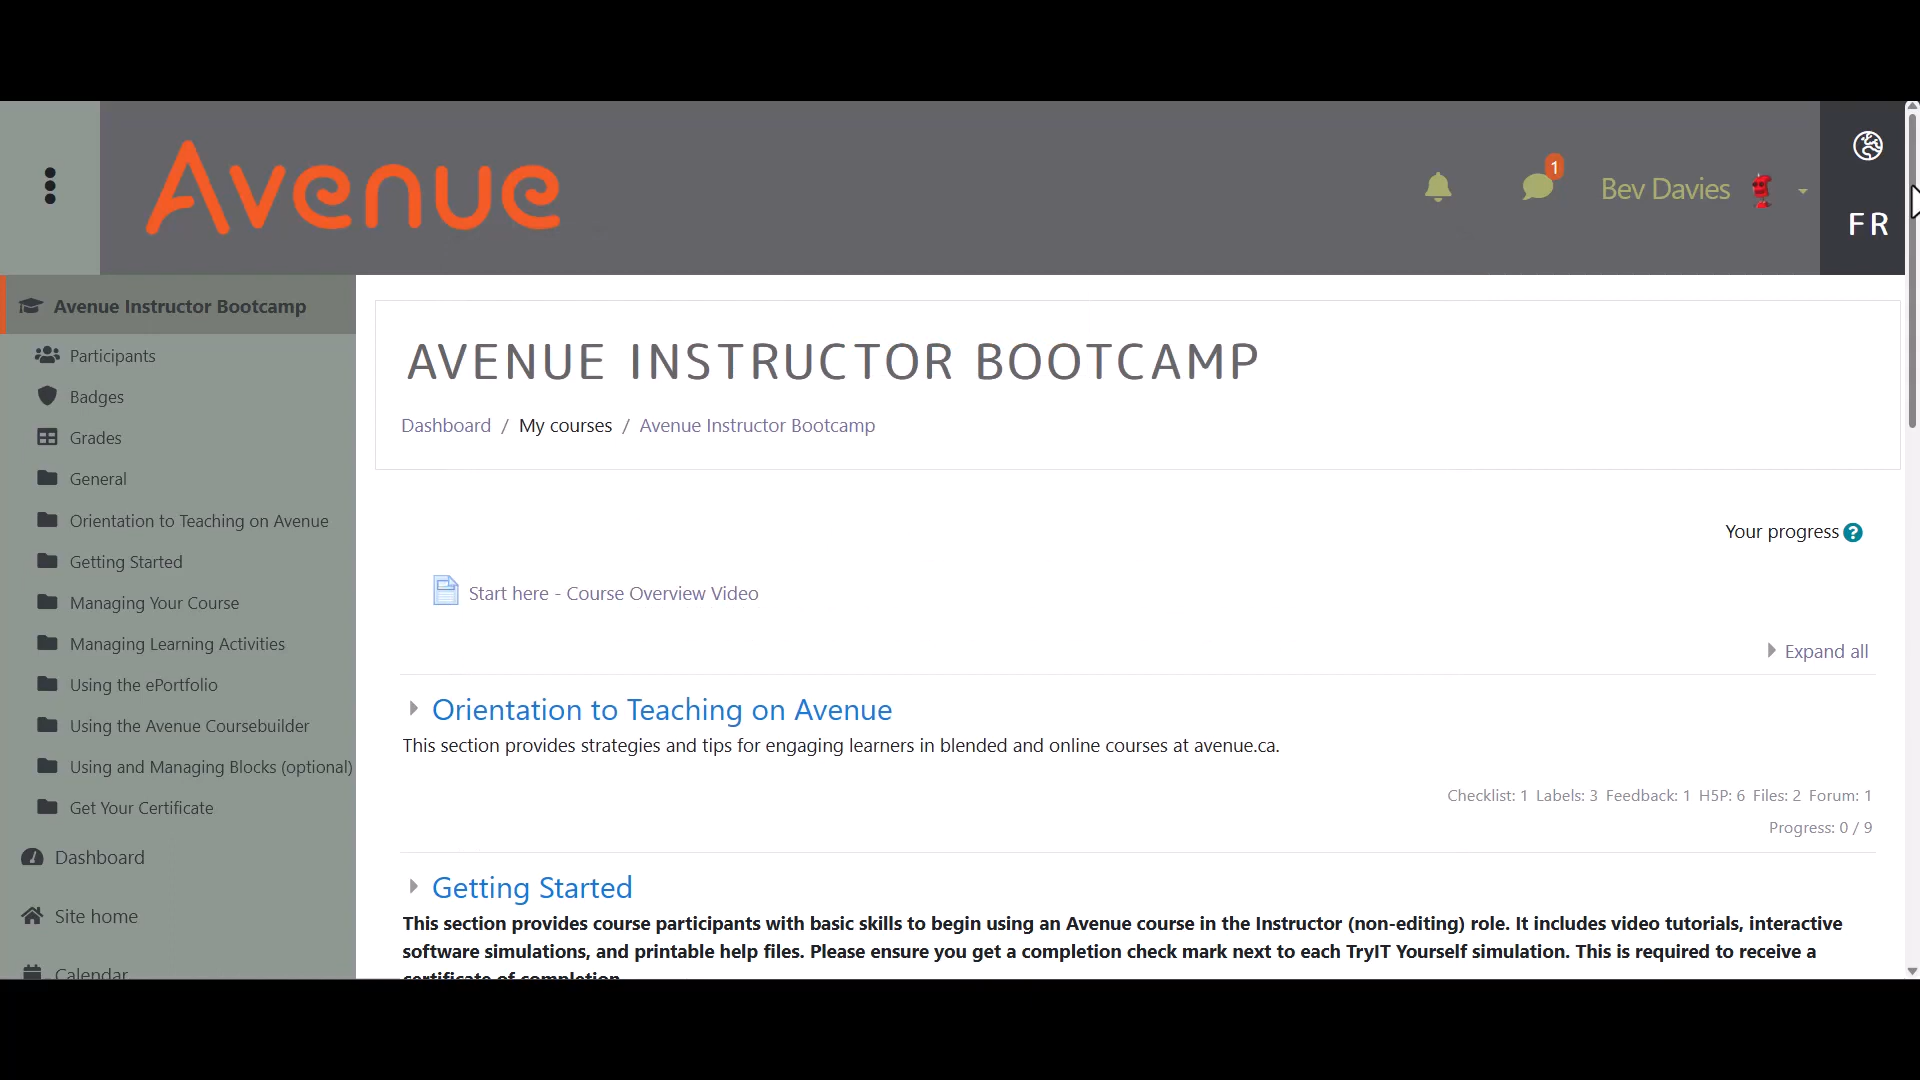 Avenue
1
Bev Davies
FR
Avenue Instructor Bootcamp
Participants
Badges
Grades
General
Orientation to Teaching on Avenue
Getting Started
Managing Your Course
Managing Learning Activities
Using the ePortfolio
Using the Avenue Coursebuilder
Using and Managing Blocks (optional)
Get Your Certificate
Dashboard
Site home
Calendar
AVENUE INSTRUCTOR BOOTCAMP
Dashboard / My courses / Avenue Instructor Bootcamp
Your progress ?
Start here - Course Overview Video
Expand all
Orientation to Teaching on Avenue
This section provides strategies and tips for engaging learners in blended and online courses at avenue.ca.
Checklist: 1 Labels: 3 Feedback: 1 H5P: 6 Files: 2 Forum: 1
Progress: 0 / 9
Getting Started
This section provides course participants with basic skills to begin using an Avenue course in the Instructor (non-editing) role. It includes video tutorials, interactive
software simulations, and printable help files. Please ensure you get a completion check mark next to each TryIT Yourself simulation. This is required to receive a
certificate of completion.